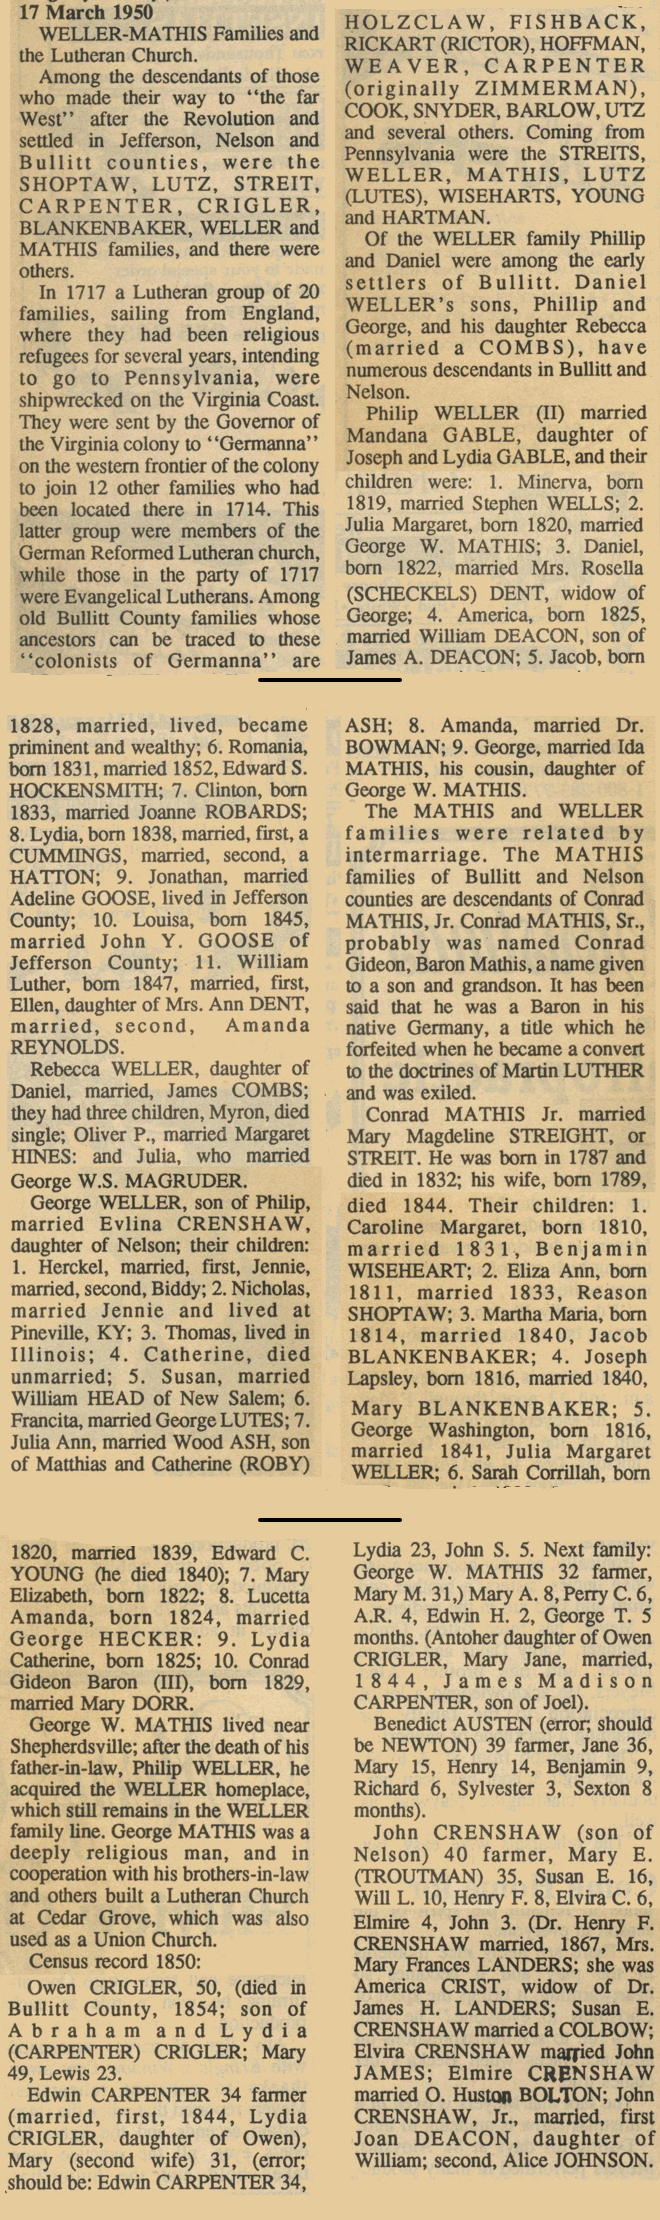 17 March 1950
WELLER-MATHIS Families and
the Lutheran Church.
Among the descendants of those
who made their way to “the far
West” after the Revolution and
settled in Jefferson, Nelson and
Bullitt counties, were the
SHOPTAW, LUTZ, STREIT,
CARPENTER, CRIGLER,
BLANKENBAKER, WELLER and
MATHIS families, and there were
others.
In 1717 a Lutheran group of 20
families, sailing from England,
where they had been religious
refugees for several years, intending
to go to Pennsylvania, were
shipwrecked on the Virginia Coast.
They were sent by the Governor of
the Virginia colony to “Germanna”
on the western frontier of the colony
to join 12 other families who had
been located there in 1714. This
latter group were members of the
German Reformed Lutheran church,
while those in the party of 1717
were Evangelical Lutherans. Among
old Bullitt County families whose
ancestors can be traced to these
“colonists of Germanna” are
HOLZCLAW, FISHBACK,
RICKART (RICTOR), HOFFMAN,
WEAVER, CARPENTER
(originally ZIMMERMAN),
COOK, SNYDER, BARLOW, UTZ
and several others. Coming from
Pennsylvania were the STREITS,
WELLER, MATHIS, LUTZ
(LUTES), WISEHARTS, YOUNG
and HARTMAN.
Of the WELLER family Phillip
and Daniel were among the early
settlers of Bullitt. Daniel
WELLER's sons, Phillip and
George, and his daughter Rebecca
(married a COMBS), have
numerous descendants in Bullitt and
Nelson.
Philip WELLER (II) married
Mandana GABLE, daughter of
Joseph and Lydia GABLE, and their
children were: 1. Minerva, born
1819, married Stephen WELLS; 2.
Julia Margaret, born 1820, married
George W. MATHIS; 3. Daniel,
born 1822, married Mrs. Rosella
(SCHECKELS) DENT, widow of
George; 4. America, born 1825,
married William DEACON, son of
James A. DEACON; 5. Jacob, born
1828, married, lived, became
priminent and wealthy; 6. Romania,
born 1831, married 1852, Edward S.
HOCKENSMITH; 7. Clinton, born
1833, married Joanne ROBARDS;
8. Lydia, born 1838, married, first, a
CUMMINGS, married, second, a
HATTON; 9. Jonathan, married
Adeline GOOSE, lived in Jefferson
County; 10. Louisa, born 1845,
married John Y. GOOSE of
Jefferson County; 11. William
Luther, born 1847, married, first,
Ellen, daughter of Mrs. Ann DENT,
married, second, Amanda
REYNOLDS.
Rebecca WELLER, daughter of
Daniel, married, James COMBS;
they had three children, Myron, died
single; Oliver P., married Margaret
HINES: and Julia, who married
George W.S. MAGRUDER.
George WELLER, son of Philip,
married Evlina CRENSHAW,
daughter of Nelson; their children:
1. Herckel, married, first, Jennie,
married, second, Biddy; 2. Nicholas,
married Jennie and lived at
Pineville, KY; 3. Thomas, lived in
Illinois; 4. Catherine, died
unmarried; 5. Susan, married
William HEAD of New Salem; 6.
Francita, married George LUTES; 7.
Julia Ann, married Wood ASH, son
of Matthias and Catherine (ROBY)
ASH; 8. Amanda, married Dr.
BOWMAN; 9. George, married Ida
MATHIS, his cousin, daughter of
George W. MATHIS.
The MATHIS and WELLER
families were related by
intermarriage. The MATHIS
families of Bullitt and Nelson
counties are descendants of Conrad
MATHIS, Jr. Conrad MATHIS, Sr.,
probably was named Conrad
Gideon, Baron Mathis, a name given
to a son and grandson. It has been
said that he was a Baron in his
native Germany, a title which he
forfeited when he became a convert
to the doctrines of Martin LUTHER
and was exiled.
Conrad MATHIS Jr. married
Mary Magdeline STREIGHT, or
STREIT. He was born in 1787 and
died in 1832; his wife, born 1789,
died 1844. Their children: 1.
Caroline Margaret, born 1810,
married 1831, Benjamin
WISEHEART; 2. Eliza Ann, born
1811, married 1833, Reason
SHOPTAW; 3. Martha Maria, born
1814, married 1840, Jacob
BLANKENBAKER; 4. Joseph
Lapsley, born 1816, married 1840,
Mary BLANKENBAKER; 5.
George Washington, born 1816,
married 1841, Julia Margaret
WELLER; 6. Sarah Corrillah, born
1820, married 1839, Edward C.
YOUNG (he died 1840); 7. Mary
Elizabeth, born 1822; 8. Lucetta
Amanda, born 1824, married
George HECKER: 9. Lydia
Catherine, born 1825; 10. Conrad
Gideon Baron (III), born 1829,
married Mary DORR.
George W. MATHIS lived near
Shepherdsville; after the death of his
father-in-law, Philip WELLER, he
acquired the WELLER homeplace,
which still remains in the WELLER
family line. George MATHIS was a
deeply religious man, and in
cooperation with his brothers-in-law
and others built a Lutheran Church
at Cedar Grove, which was also
used as a Union Church.
Census record 1850:
Owen CRIGLER, 50, (died in
Bullitt County, 1854; son of
Abraham and Lydia
(CARPENTER) CRIGLER; Mary
49, Lewis 23.
Edwin CARPENTER 34 farmer
(married, first, 1844, Lydia
CRIGLER, daughter of Owen),
Mary (second wife) 31, (error;
should be: Edwin CARPENTER 34,
Lydia 23, John S. 5. Next family:
George W. MATHIS 32 farmer,
Mary M. 31,) Mary A. 8, Perry C. 6,
A.R. 4, Edwin H. 2, George T. 5
months. (Antoher daughter of Owen
CRIGLER, Mary Jane, married,
1844, James Madison
CARPENTER, son of Joel).
Benedict AUSTEN (error; should
be NEWTON) 39 farmer, Jane 36,
Mary 15, Henry 14, Benjamin 9,
Richard 6, Sylvester 3, Sexton 8
months).
John CRENSHAW (son of
Nelson) 40 farmer, Mary E.
(TROUTMAN) 35, Susan E. 16,
Will L. 10, Henry F. 8, Elvira C. 6,
Elmire 4, John 3. (Dr. Henry F.
CRENSHAW married, 1867, Mrs.
Mary Frances LANDERS; she was
America CRIST, widow of Dr.
James H. LANDERS; Susan E.
CRENSHAW married a COLBOW;
Elvira CRENSHAW married John
JAMES; Elmire CRENSHAW
married O. Huston BOLTON; John
CRENSHAW, Jr., married, first
Joan DEACON, daughter of
William; second, Alice JOHNSON.